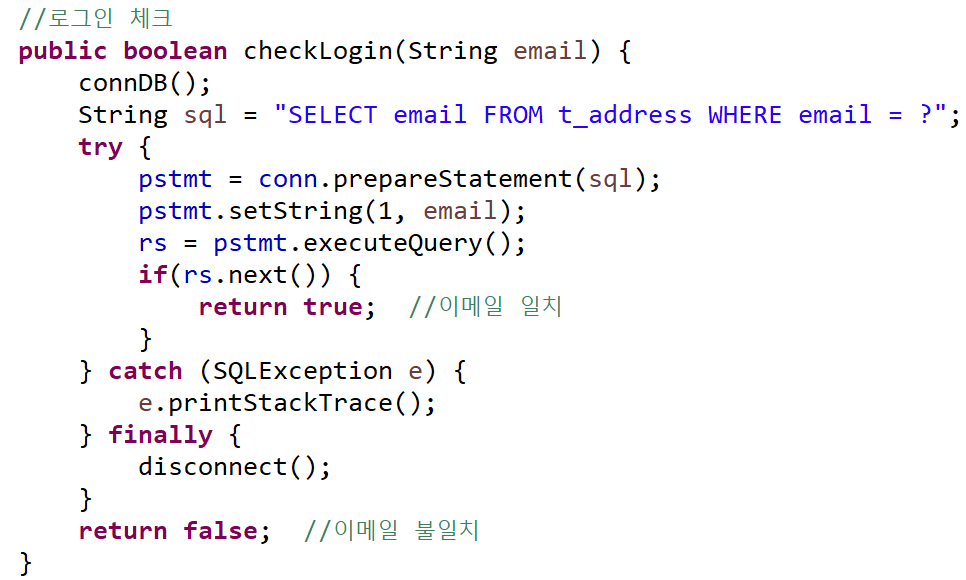 //로그인 체크
public boolean checkLogin(String email) {
    connDB();
    String sql = "SELECT email FROM t_address WHERE email = ?";
    try {
        pstmt = conn.prepareStatement(sql);
        pstmt.setString(1, email);
        rs = pstmt.executeQuery();
        if(rs.next()) {
            return true;  //이메일 일치
        }
    } catch (SQLException e) {
        e.printStackTrace();
    } finally {
        disconnect();
    }
    return false;  //이메일 불일치
}